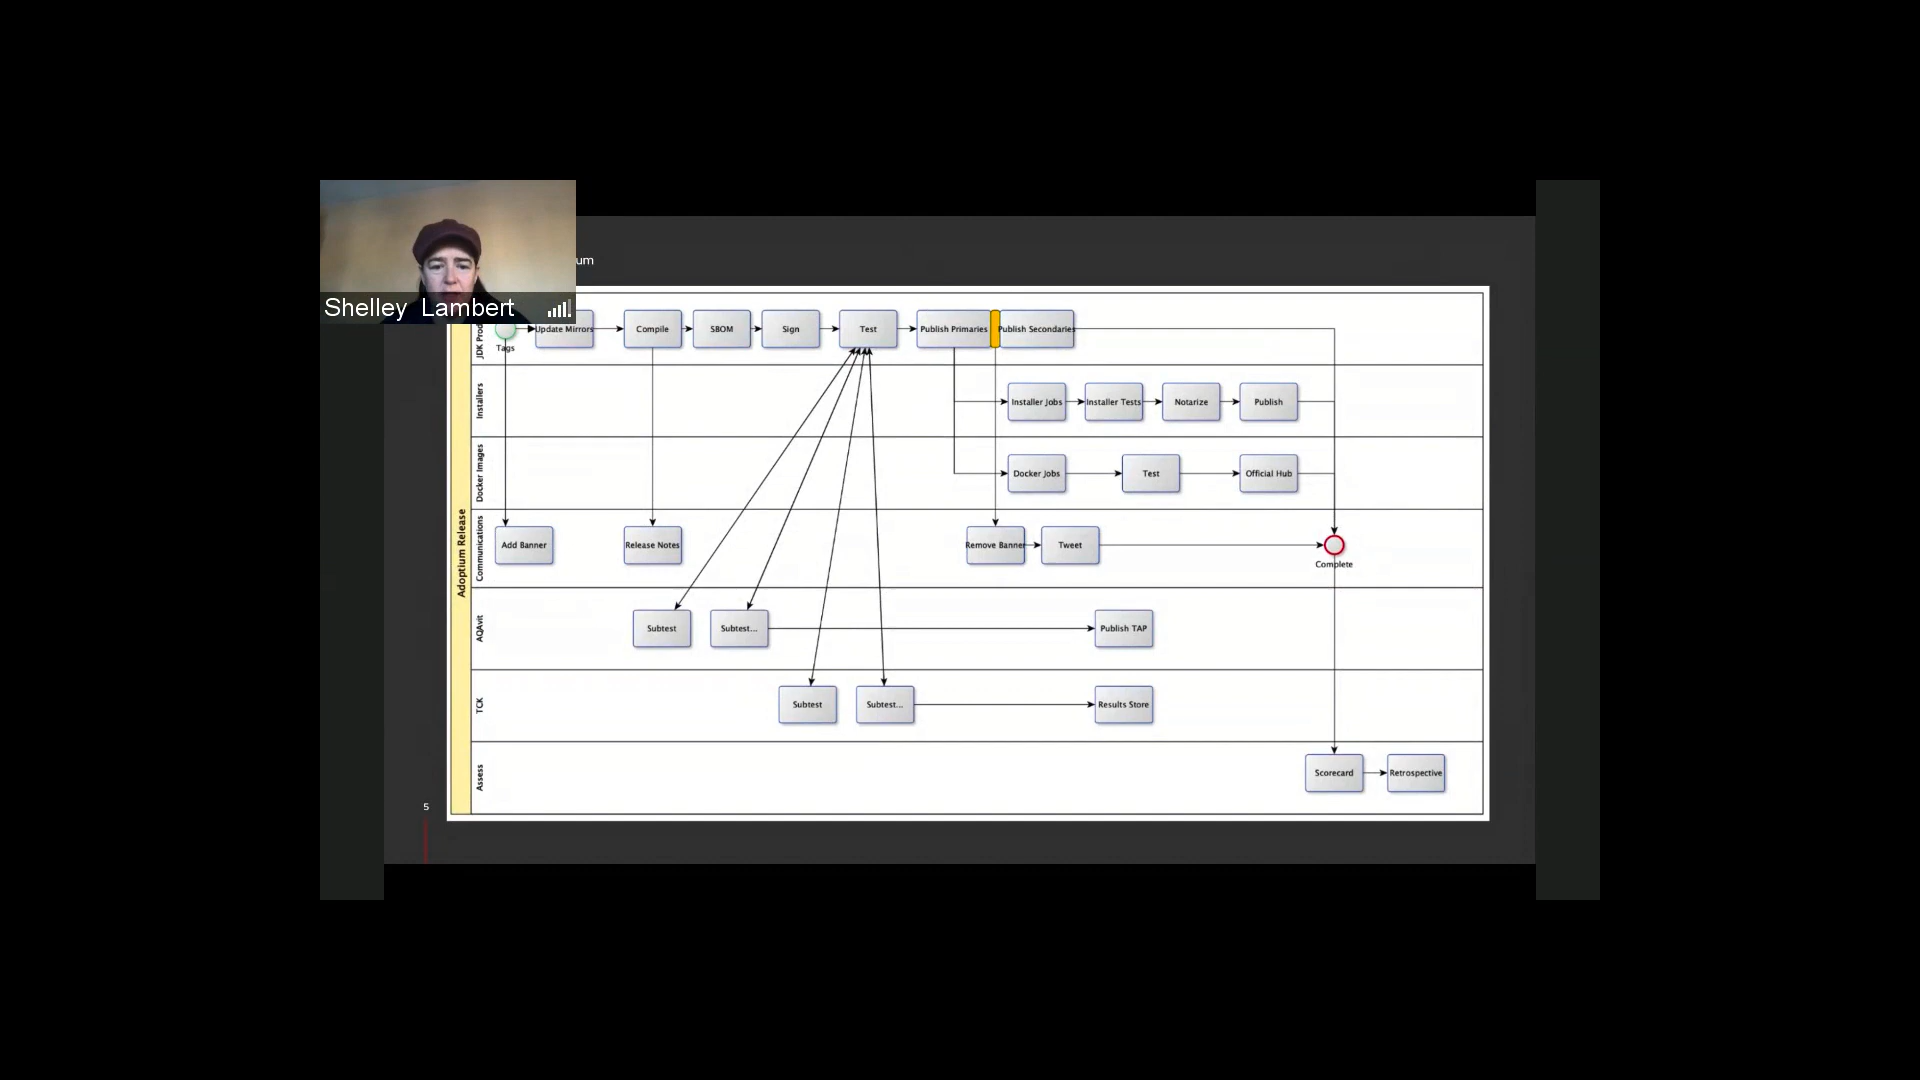 um
Shelley Lambert
Adoptium Release
JDK Prod
Tags
Update Mirrors
Compile
SBOM
Sign
Test
Publish Primaries
Publish Secondaries
Installers
Installer Jobs
Installer Tests
Notarize
Publish
Docker Images
Docker Jobs
Test
Official Hub
Communications
Add Banner
Release Notes
Remove Banner
Tweet
Complete
AQAvit
Subtest
Subtest...
Publish TAP
TCK
Subtest
Subtest...
Results Store
Assess
Scorecard
Retrospective
5